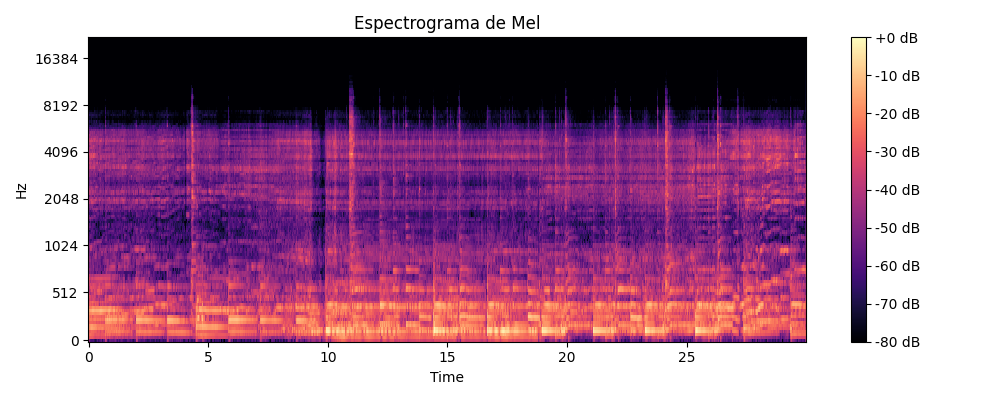 Espectrograma de Mel
Hz
16384
8192
4096
2048
1024
512
0
0 5 10 15 20 25
Time
+0 dB
-10 dB
-20 dB
-30 dB
-40 dB
-50 dB
-60 dB
-70 dB
-80 dB